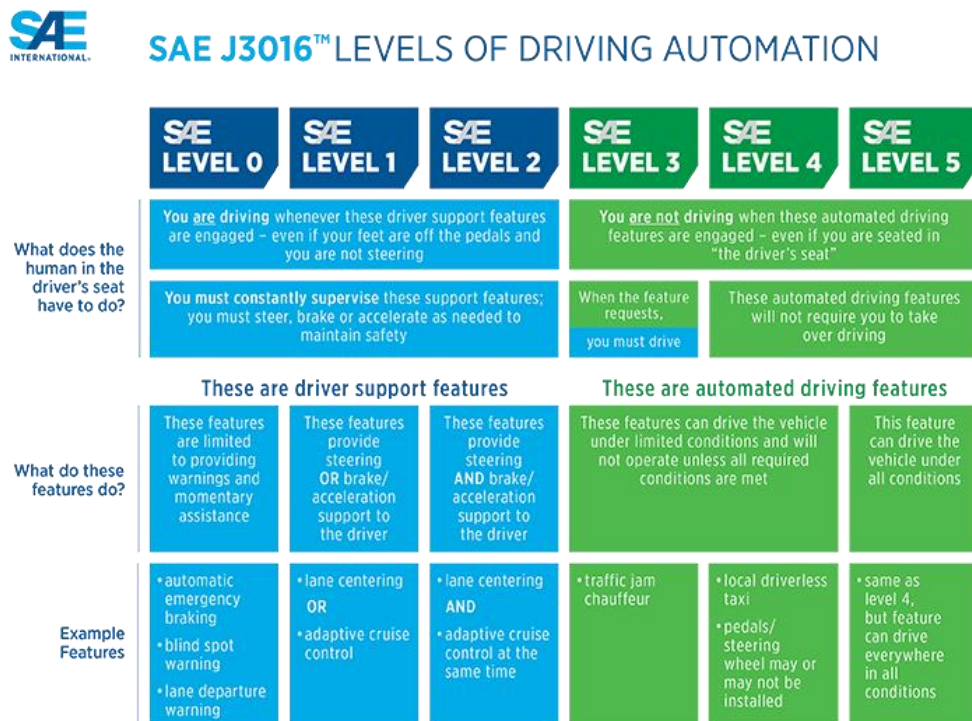 SAE
INTERNATIONAL®
SAE J3016™ LEVELS OF DRIVING AUTOMATION
SAE
LEVEL 0
SAE
LEVEL 1
SAE
LEVEL 2
SAE
LEVEL 3
SAE
LEVEL 4
SAE
LEVEL 5
What does the
human in the
driver's seat
have to do?
You are driving whenever these driver support features
are engaged – even if your feet are off the pedals and
you are not steering
You are not driving when these automated driving
features are engaged – even if you are seated in
“the driver's seat”
You must constantly supervise these support features;
you must steer, brake or accelerate as needed to
maintain safety
When the feature
requests,
you must drive
These automated driving features
will not require you to take
over driving
These are driver support features
These are automated driving features
What do these
features do?
These features
are limited
to providing
warnings and
momentary
assistance
These features
provide
steering
OR brake/
acceleration
support to
the driver
These features
provide
steering
AND brake/
acceleration
support to
the driver
These features can drive the vehicle
under limited conditions and will
not operate unless all required
conditions are met
This feature
can drive the
vehicle under
all conditions
Example
Features
• automatic
emergency
braking
• blind spot
warning
• lane departure
warning
• lane centering
OR
• adaptive cruise
control
• lane centering
AND
• adaptive cruise
control at the
same time
• traffic jam
chauffeur
• local driverless
taxi
• pedals/
steering
wheel may or
may not be
installed
• same as
level 4,
but feature
can drive
everywhere
in all
conditions